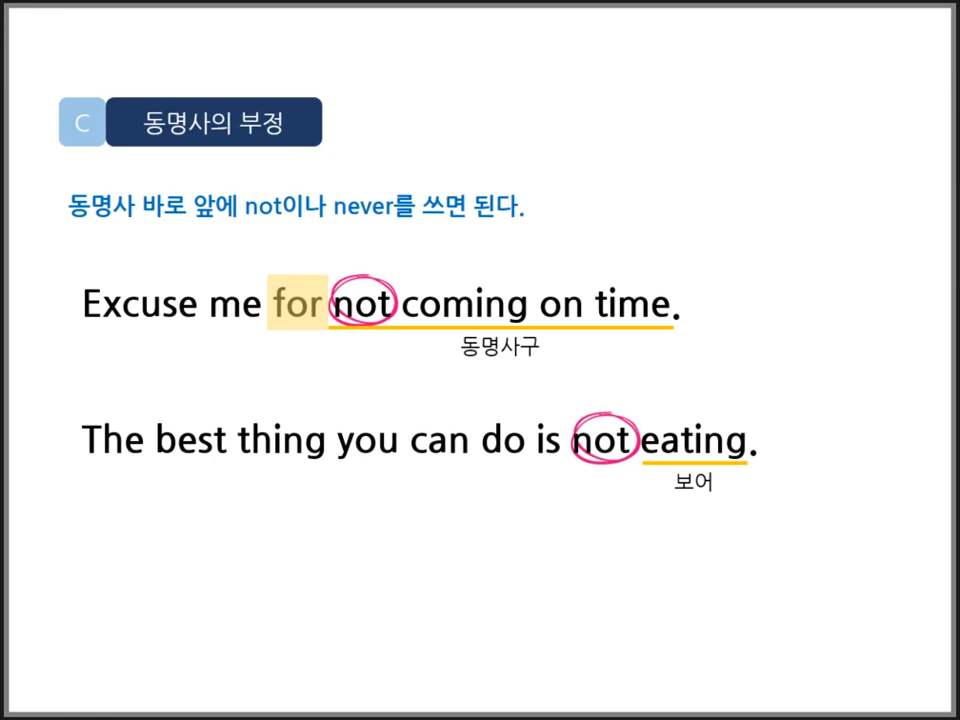 C 동명사의 부정
동명사 바로 앞에 not이나 never를 쓰면 된다.
Excuse me for not coming on time.
동명사구
The best thing you can do is not eating.
보어